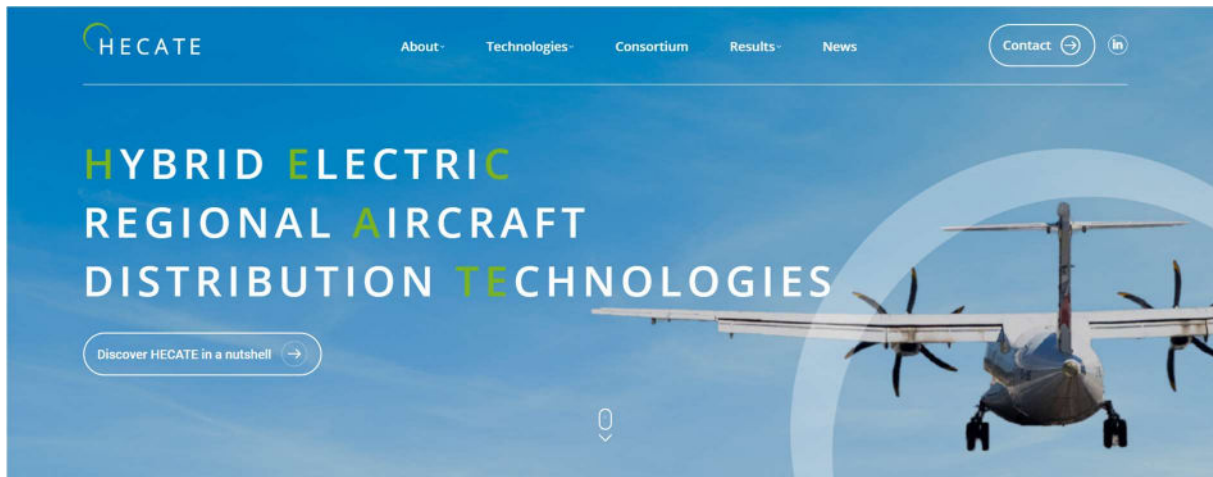 HECATE
About
Technologies
Consortium
Results
News
Contact
in
HYBRID ELECTRIC
REGIONAL AIRCRAFT
DISTRIBUTION TECHNOLOGIES
Discover HECATE in a nutshell